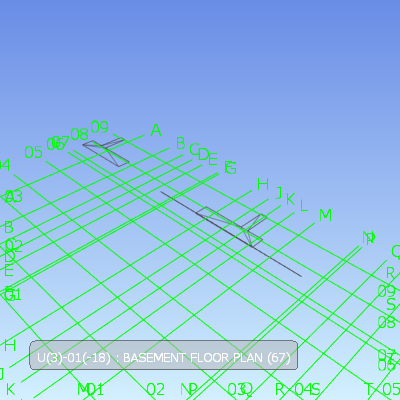 09
A
08
B
07
06
C
05
D
E
04
G
H
03
A
J
K
L
M
B
02
N
P
D
Q
E
R
01
G
09
S
08
H
U(3)-01(-18) : BASEMENT FLOOR PLAN (67)
07
06
J
K
M
01
02
N
P
03
Q
R
04
S
T
05